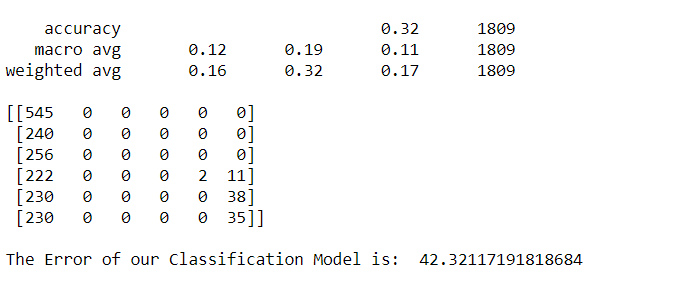 accuracy 0.32 1809
macro avg 0.12 0.19 0.11 1809
weighted avg 0.16 0.32 0.17 1809
[[545 0 0 0 0 0]
[240 0 0 0 0 0]
[256 0 0 0 0 0]
[222 0 0 0 2 11]
[230 0 0 0 0 38]
[230 0 0 0 0 35]]
The Error of our Classification Model is: 42.32117191818684